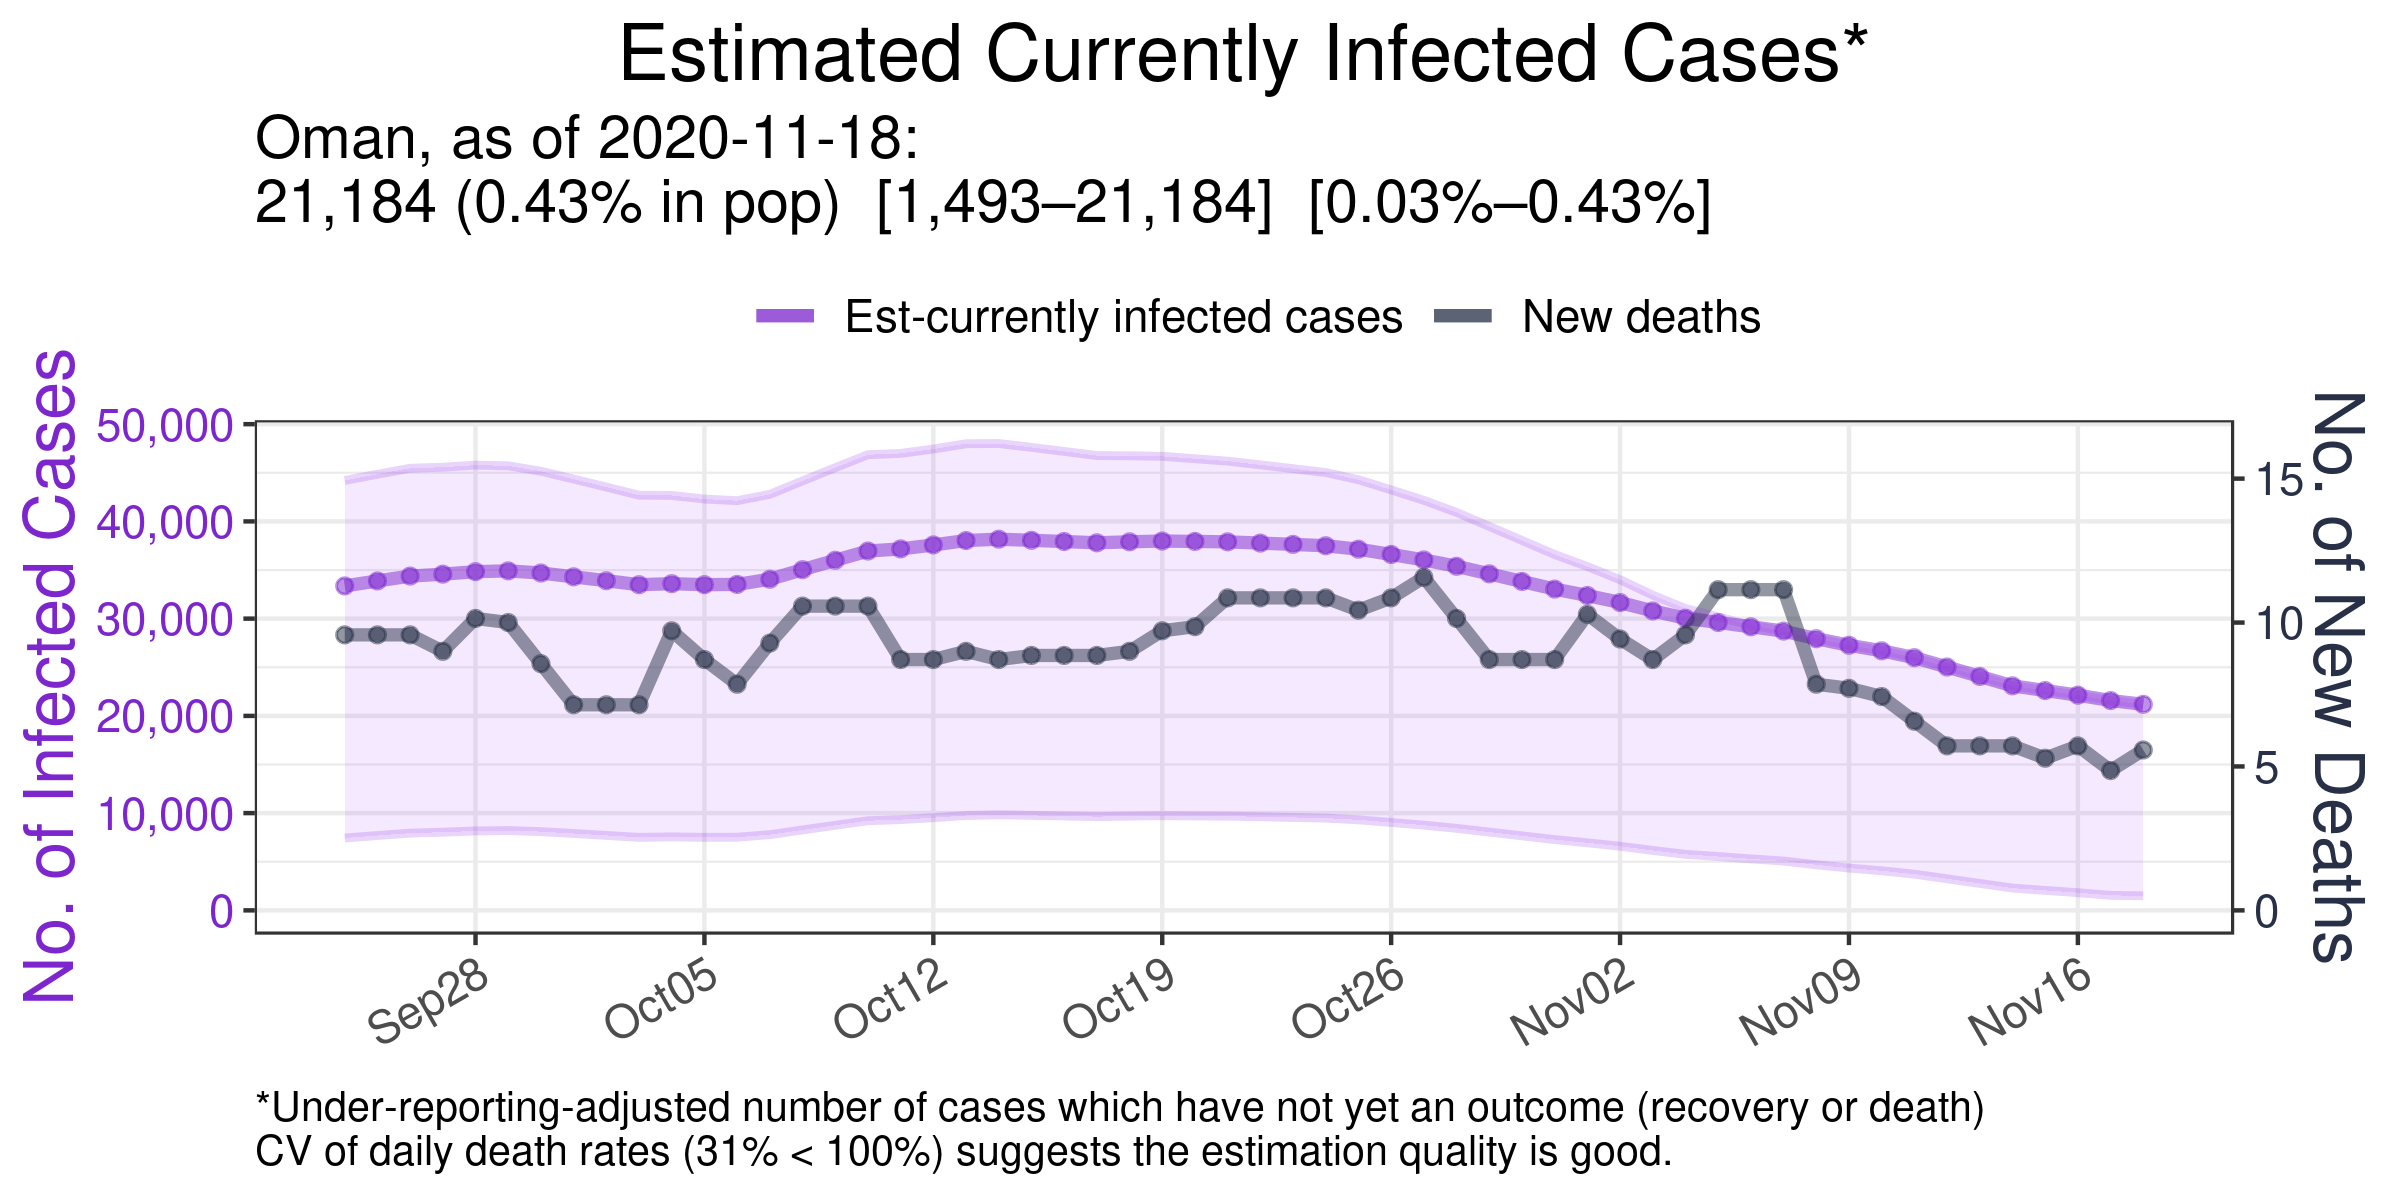 Estimated Currently Infected Cases*
Oman, as of 2020-11-18:
21,184 (0.43% in pop)  [1,493–21,184]  [0.03%–0.43%]
Est-currently infected cases
New deaths
No. of Infected Cases
50,000
40,000
30,000
20,000
10,000
0
15
10
5
0
No. of New Deaths
Sep28
Oct05
Oct12
Oct19
Oct26
Nov02
Nov09
Nov16
*Under-reporting-adjusted number of cases which have not yet an outcome (recovery or death)
CV of daily death rates (31% < 100%) suggests the estimation quality is good.